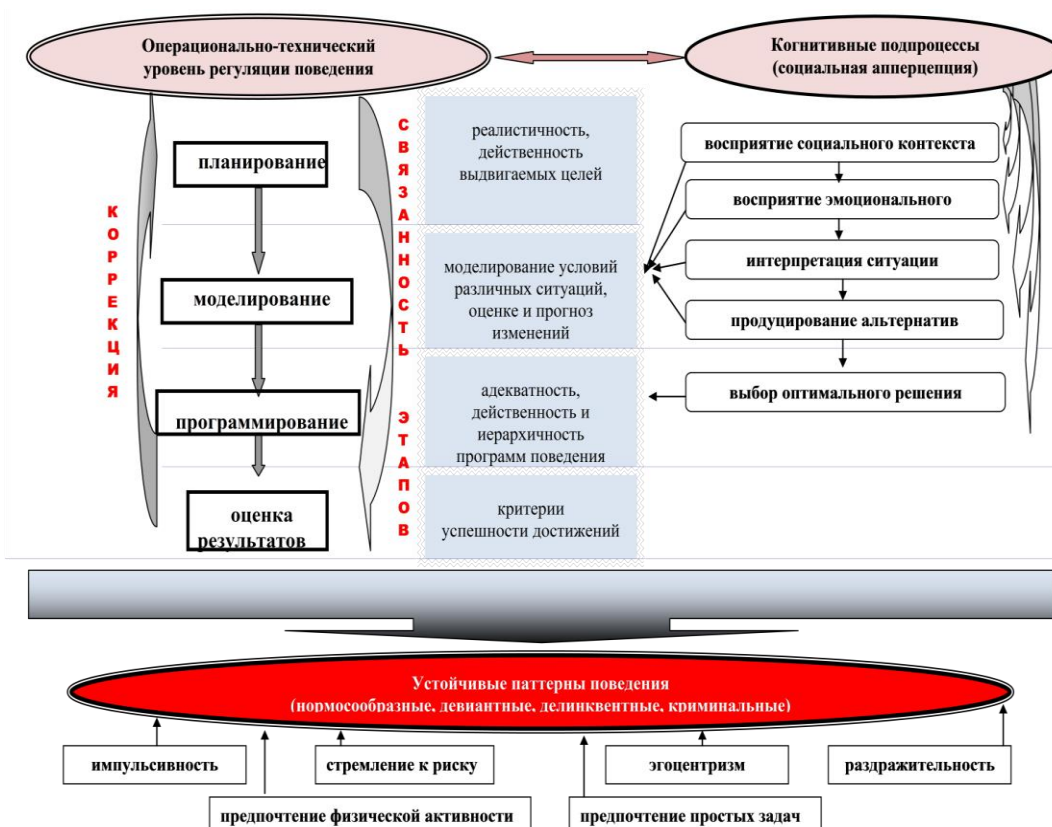 Операционально-технический
уровень регуляции поведения
Когнитивные подпроцессы
(социальная апперцепция)
КОРРЕКЦИЯ
планирование
моделирование
программирование
оценка
результатов
СВЯЗАННОСТЬ
ЭТАПОВ
реалистичность,
действенность
выдвигаемых целей
моделирование условий
различных ситуаций,
оценке и прогноз
изменений
адекватность,
действенность и
иерархичность
программ поведения
критерии
успешности достижений
восприятие социального контекста
восприятие эмоционального
интерпретация ситуации
продуцирование альтернатив
выбор оптимального решения
Устойчивые паттерны поведения
(нормосообразные, девиантные, делинквентные, криминальные)
импульсивность
стремление к риску
эгоцентризм
раздражительность
предпочтение физической активности
предпочтение простых задач